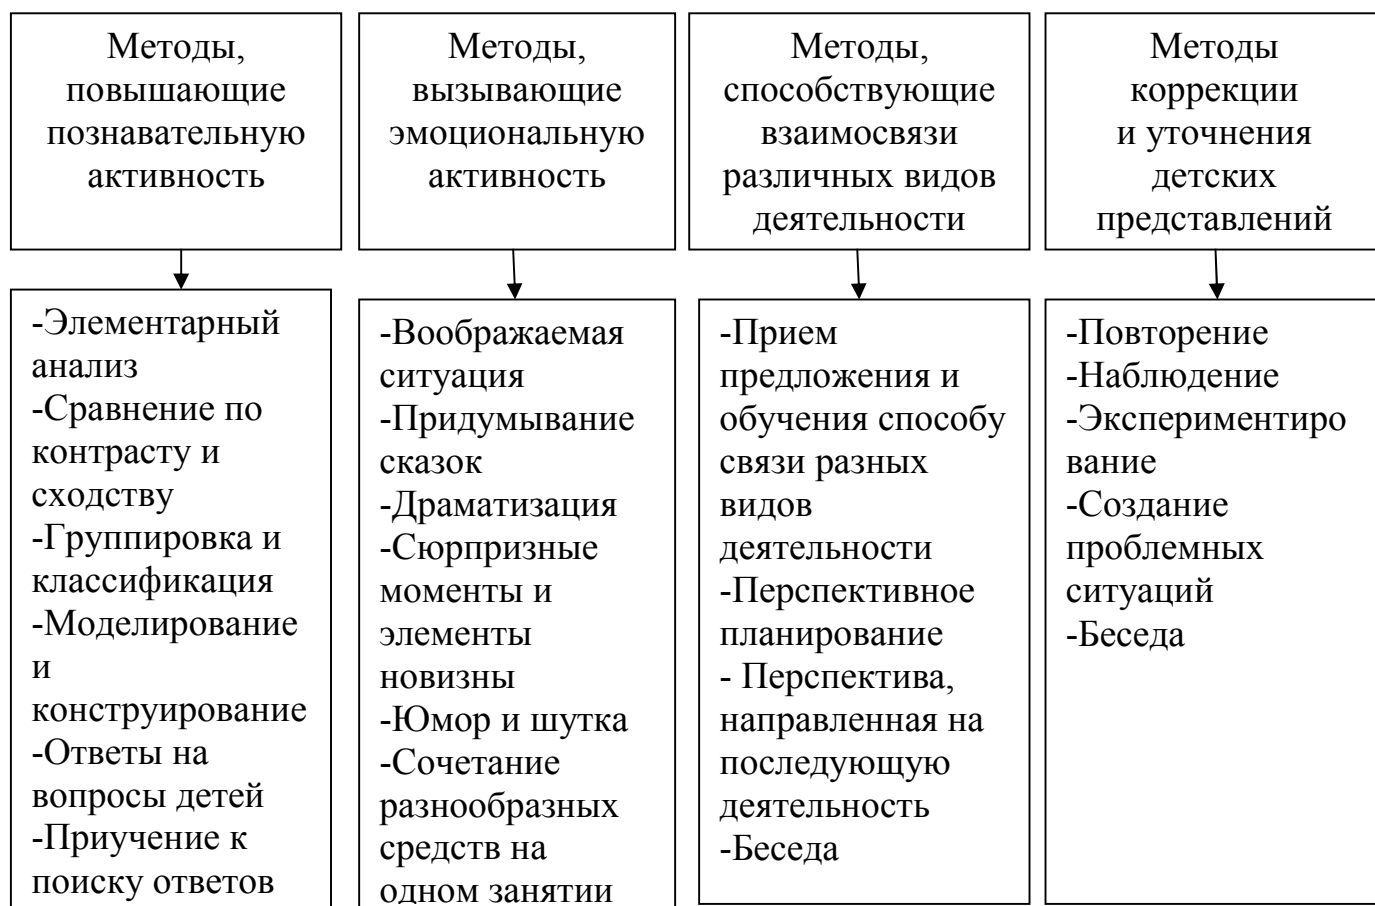 Методы,
повышающие
познавательную
активность
Методы,
вызывающие
эмоциональную
активность
Методы,
способствующие
взаимосвязи
различных видов
деятельности
Методы
коррекции
и уточнения
детских
представлений
-Элементарный
анализ
-Сравнение по
контрасту и
сходству
-Группировка и
классификация
-Моделирование
и
конструирование
-Ответы на
вопросы детей
-Приучение к
поиску ответов
-Воображаемая
ситуация
-Придумывание
сказок
-Драматизация
-Сюрпризные
моменты и
элементы
новизны
-Юмор и шутка
-Сочетание
разнообразных
средств на
одном занятии
-Прием
предложения и
обучения способу
связи разных
видов
деятельности
-Перспективное
планирование
- Перспектива,
направленная на
последующую
деятельность
-Беседа
-Повторение
-Наблюдение
-Экспериментиро
вание
-Создание
проблемных
ситуаций
-Беседа